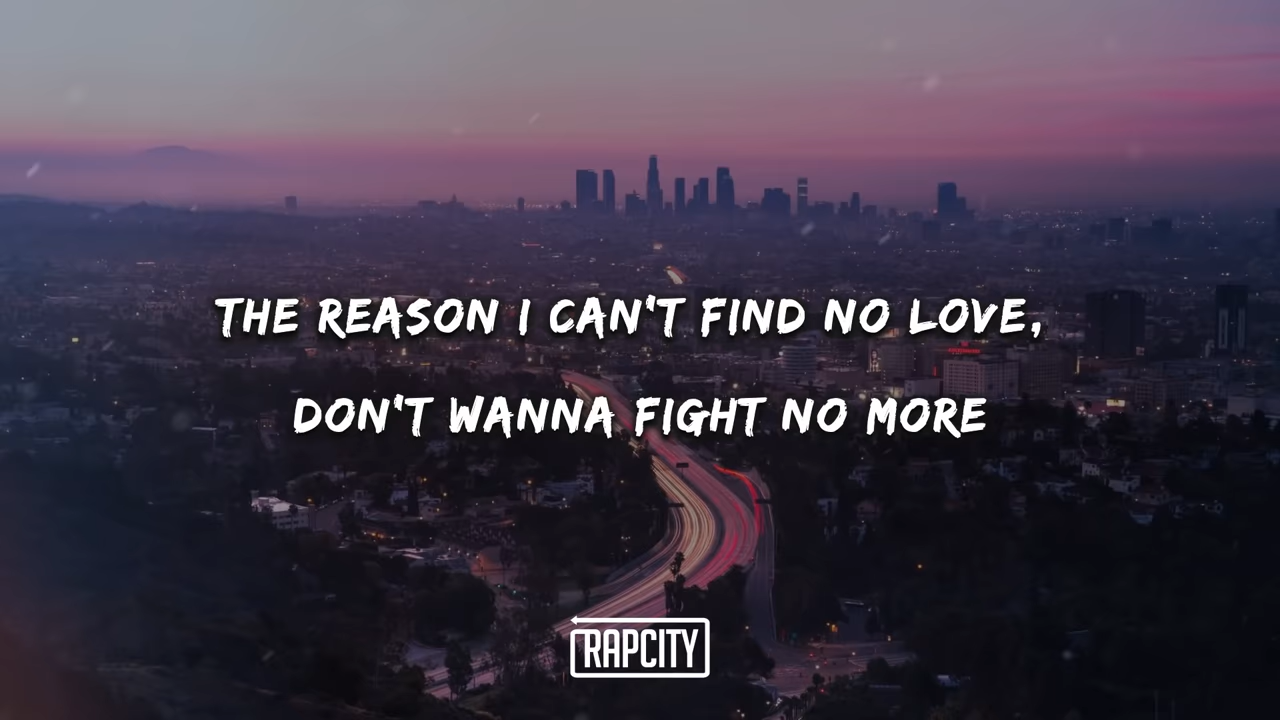 THE REASON I CAN'T FIND NO LOVE,
DON'T WANNA FIGHT NO MORE
RAPCITY